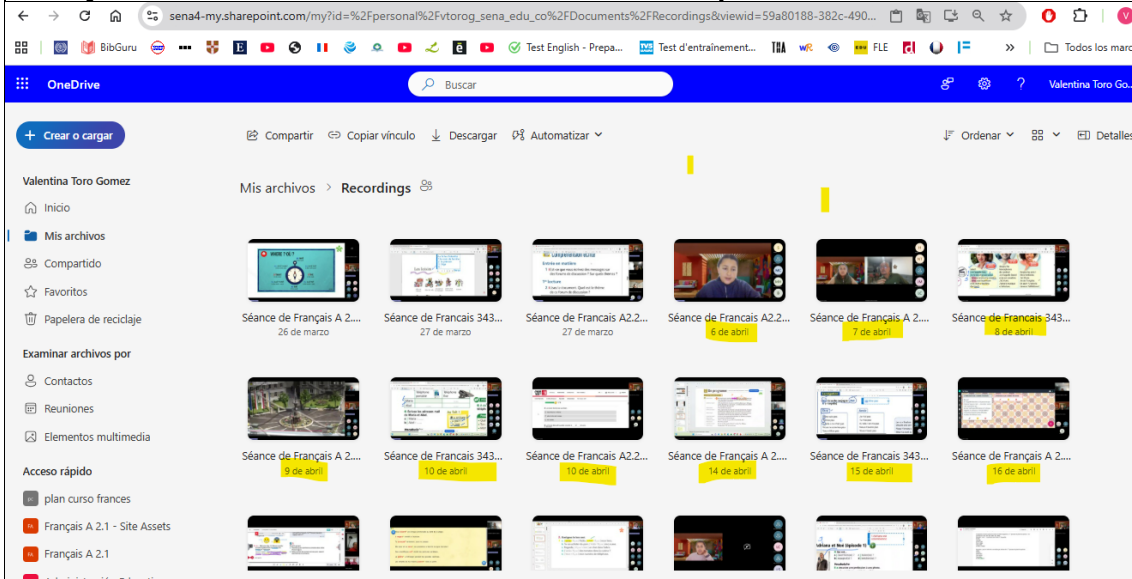 sena4-my.sharepoint.com/my?id=%2Fpersonal%2Fvtorog_sena_edu_co%2FDocuments%2FRecordings&viewid=59a80188-382c-490...
BibGuru
Test English - Prepa...
Test d'entraînement...
FLE
»
Todos los marc
OneDrive
Buscar
?
Valentina Toro Go...
+ Crear o cargar
Compartir
Copiar vínculo
Descargar
Automatizar
Ordenar
Detalles
Valentina Toro Gomez
Inicio
Mis archivos
Compartido
Favoritos
Papelera de reciclaje
Examinar archivos por
Contactos
Reuniones
Elementos multimedia
Acceso rápido
plan curso frances
Français A 2.1 - Site Assets
Français A 2.1
Mis archivos > Recordings
Séance de Français A 2....
26 de marzo
Séance de Francais 343...
27 de marzo
Séance de Francais A2.2...
27 de marzo
Séance de Francais A2.2...
6 de abril
Séance de Français A 2....
7 de abril
Séance de Francais 343...
8 de abril
Séance de Français A 2....
9 de abril
Séance de Francais 343...
10 de abril
Séance de Francais A2.2...
10 de abril
Séance de Français A 2....
14 de abril
Séance de Francais 343...
15 de abril
Séance de Français A 2....
16 de abril